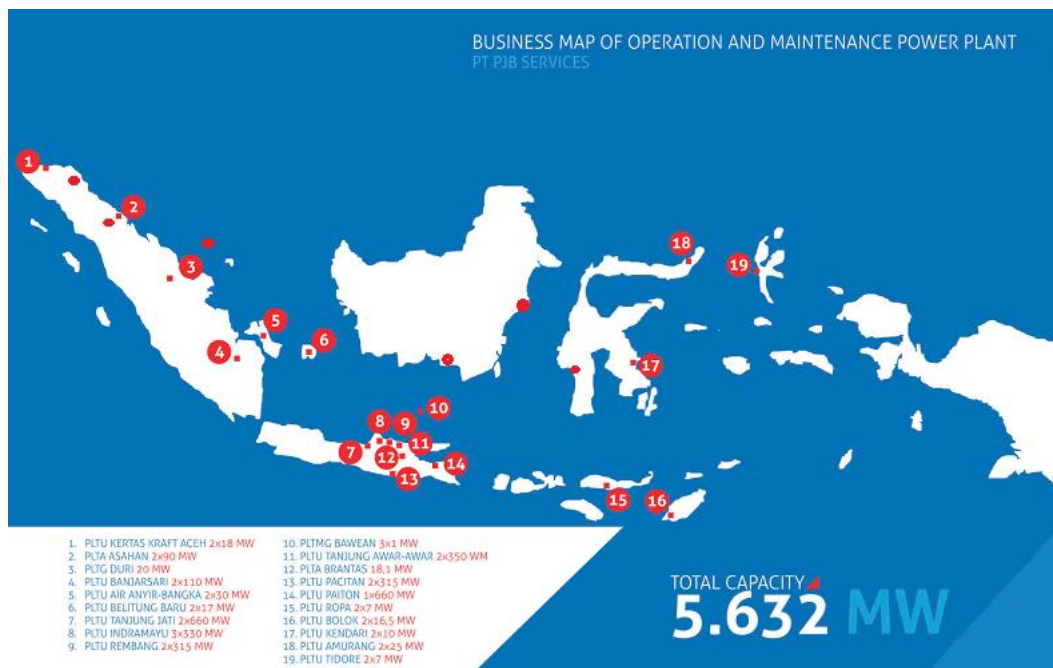 BUSINESS MAP OF OPERATION AND MAINTENANCE POWER PLANT
PT PJB SERVICES
1
2
3
4
5
6
7
8
9
10
11
12
13
14
15
16
17
18
19
1. PLTU KERTAS KRAFT ACEH 2x18 MW
2. PLTA ASAHAN 2x90 MW
3. PLTG DURI 20 MW
4. PLTU BANJARSARI 2x110 MW
5. PLTU AIR ANYIR-BANGKA 2x30 MW
6. PLTU BELITUNG BARU 2x17 MW
7. PLTU TANJUNG JATI 2x660 MW
8. PLTU INDRAMAYU 3x330 MW
9. PLTU REMBANG 2x315 MW
10. PLTMG BAWEAN 3x1 MW
11. PLTU TANJUNG AWAR-AWAR 2x350 WM
12. PLTA BRANTAS 18,1 MW
13. PLTU PACITAN 2x315 MW
14. PLTU PAITON 1x660 MW
15. PLTU ROPA 2x7 MW
16. PLTU BOLOK 2x16,5 MW
17. PLTU KENDARI 2x10 MW
18. PLTU AMURANG 2x25 MW
19. PLTU TIDORE 2x7 MW
TOTAL CAPACITY
5.632 MW